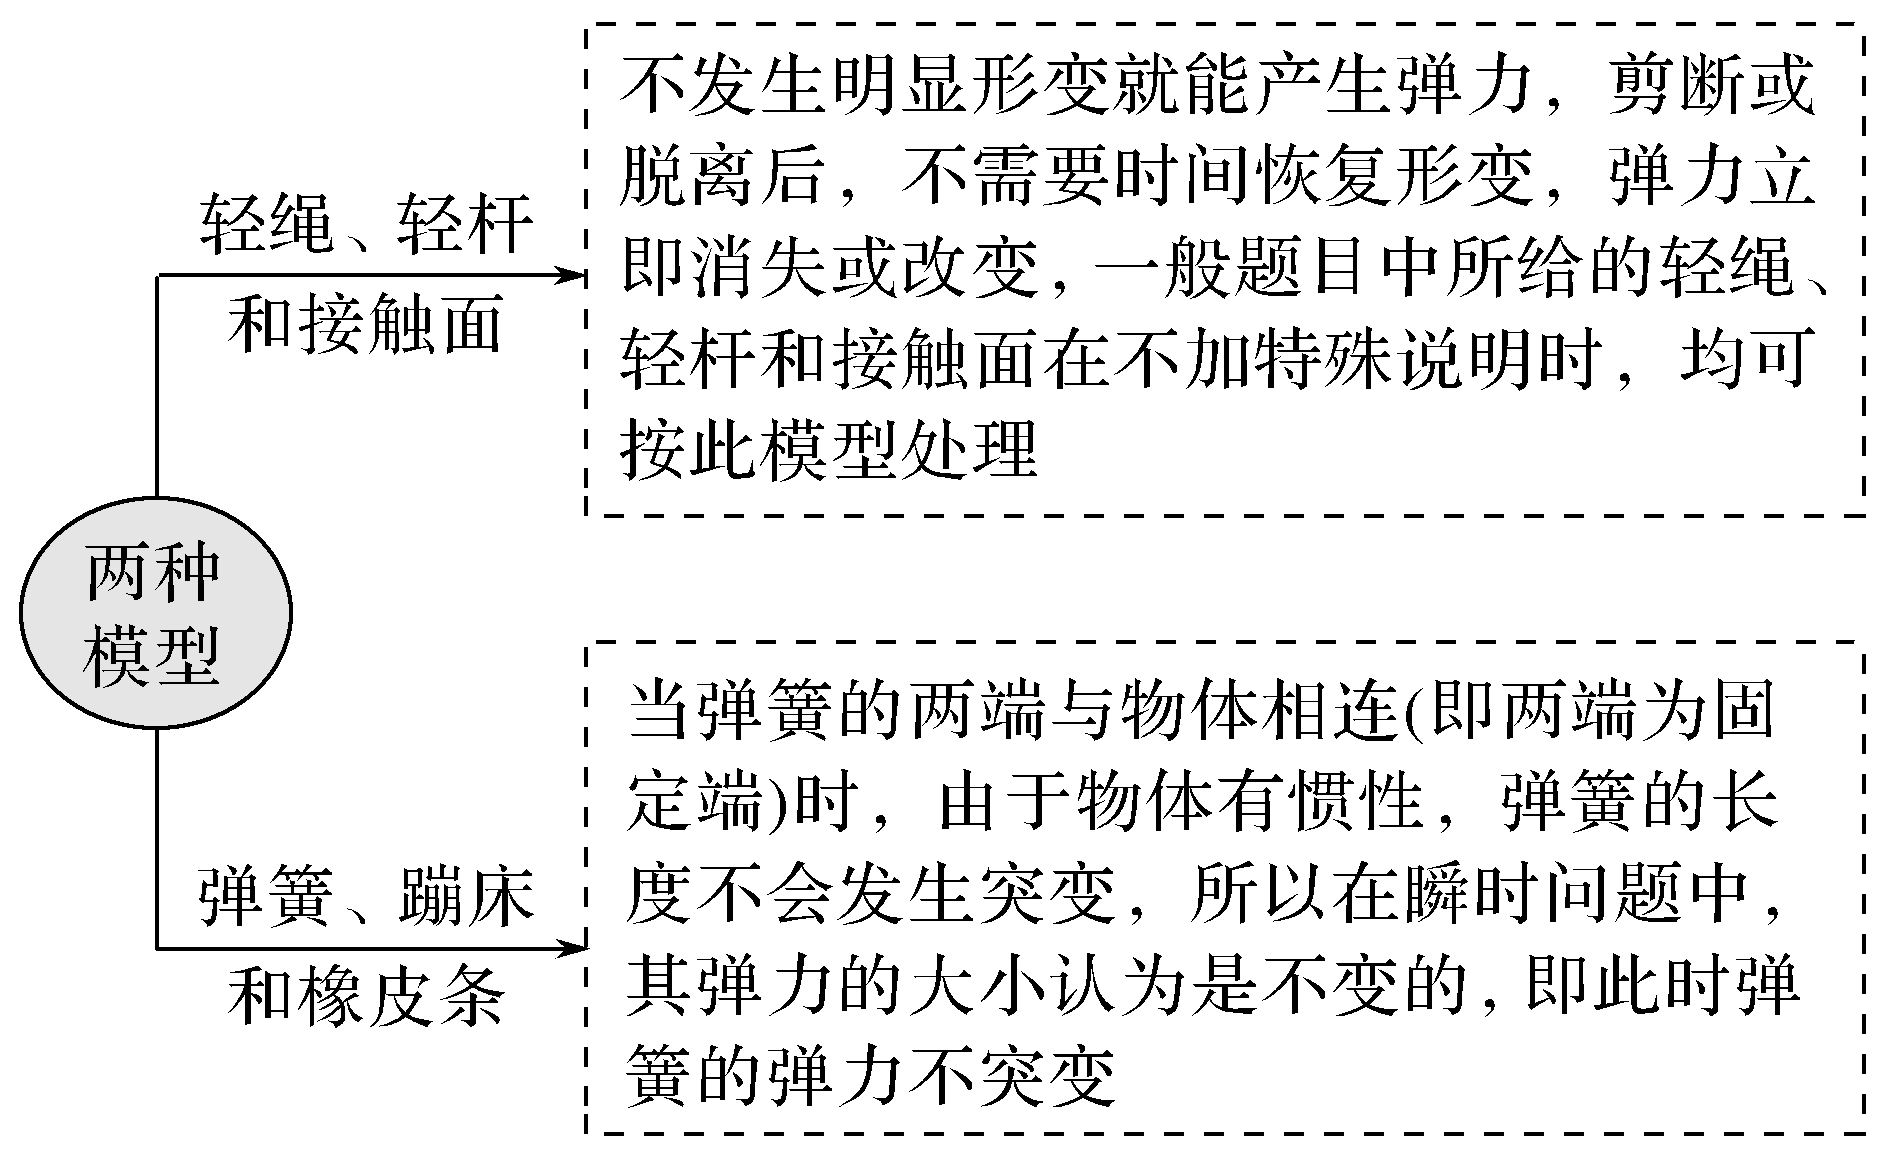 不发生明显形变就能产生弹力，剪断或
脱离后，不需要时间恢复形变，弹力立
即消失或改变，一般题目中所给的轻绳、
轻杆和接触面在不加特殊说明时，均可
按此模型处理
轻绳、轻杆
和接触面
两种
模型
弹簧、蹦床
和橡皮条
当弹簧的两端与物体相连(即两端为固
定端)时，由于物体有惯性，弹簧的长
度不会发生突变，所以在瞬时问题中，
其弹力的大小认为是不变的，即此时弹
簧的弹力不突变